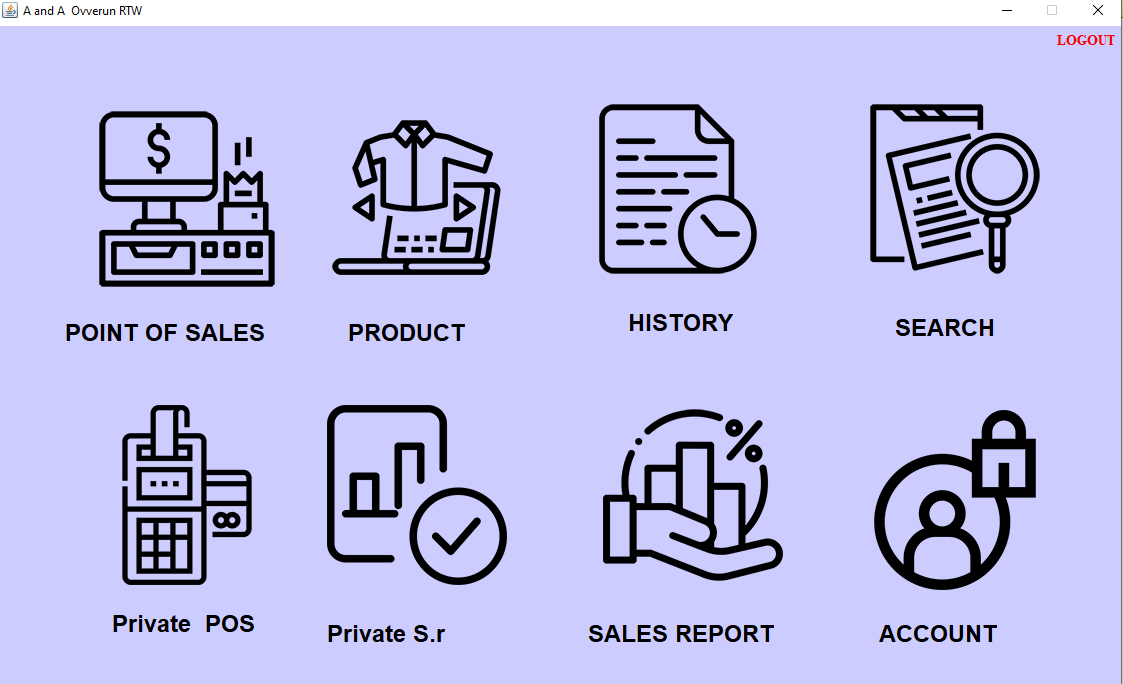 A and A  Ovverun RTW
LOGOUT
$
POINT OF SALES
PRODUCT
HISTORY
SEARCH
%
Private  POS
Private S.r
SALES REPORT
ACCOUNT